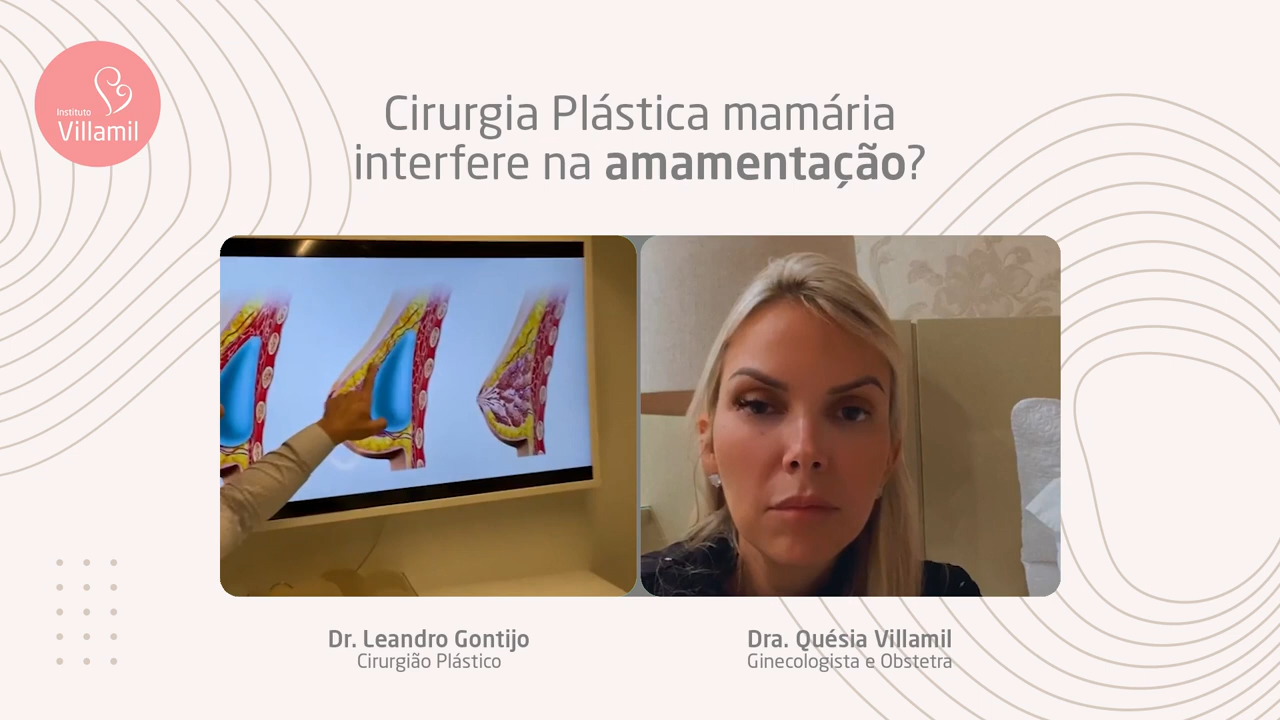 Instituto
Villamil
Cirurgia Plástica mamária
interfere na amamentação?
Dr. Leandro Gontijo
Cirurgião Plástico
Dra. Quésia Villamil
Ginecologista e Obstetra